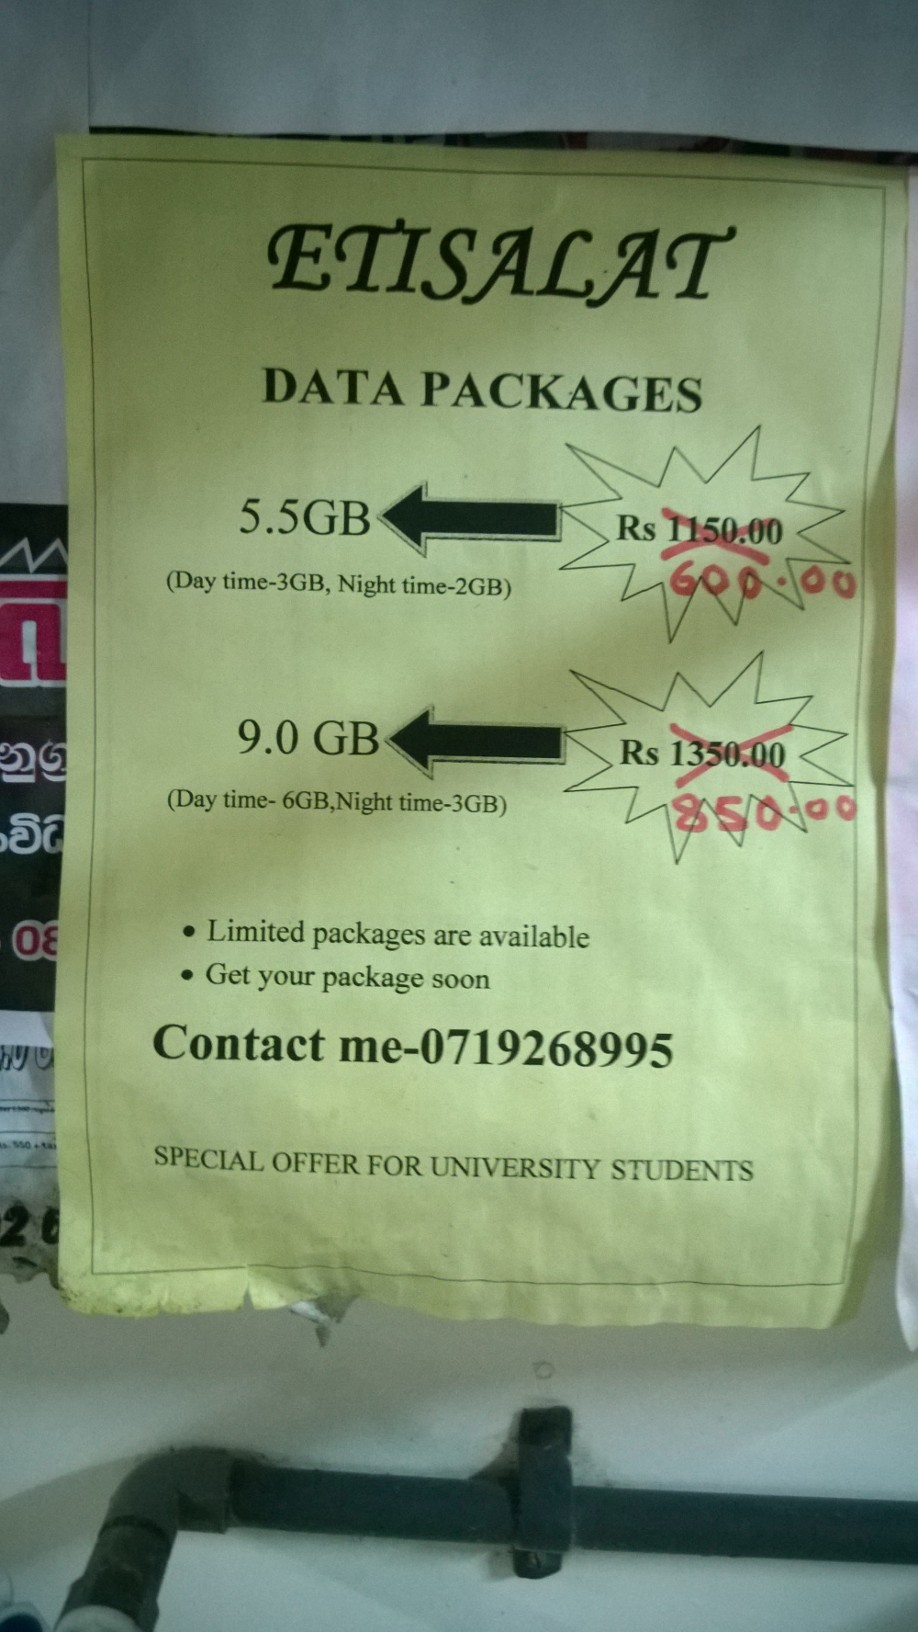 ETISALAT
DATA PACKAGES
5.5GB
Rs 1150.00
600.00
(Day time-3GB, Night time-2GB)
9.0 GB
Rs 1350.00
850.00
(Day time- 6GB,Night time-3GB)
• Limited packages are available
• Get your package soon
Contact me-0719268995
SPECIAL OFFER FOR UNIVERSITY STUDENTS
08